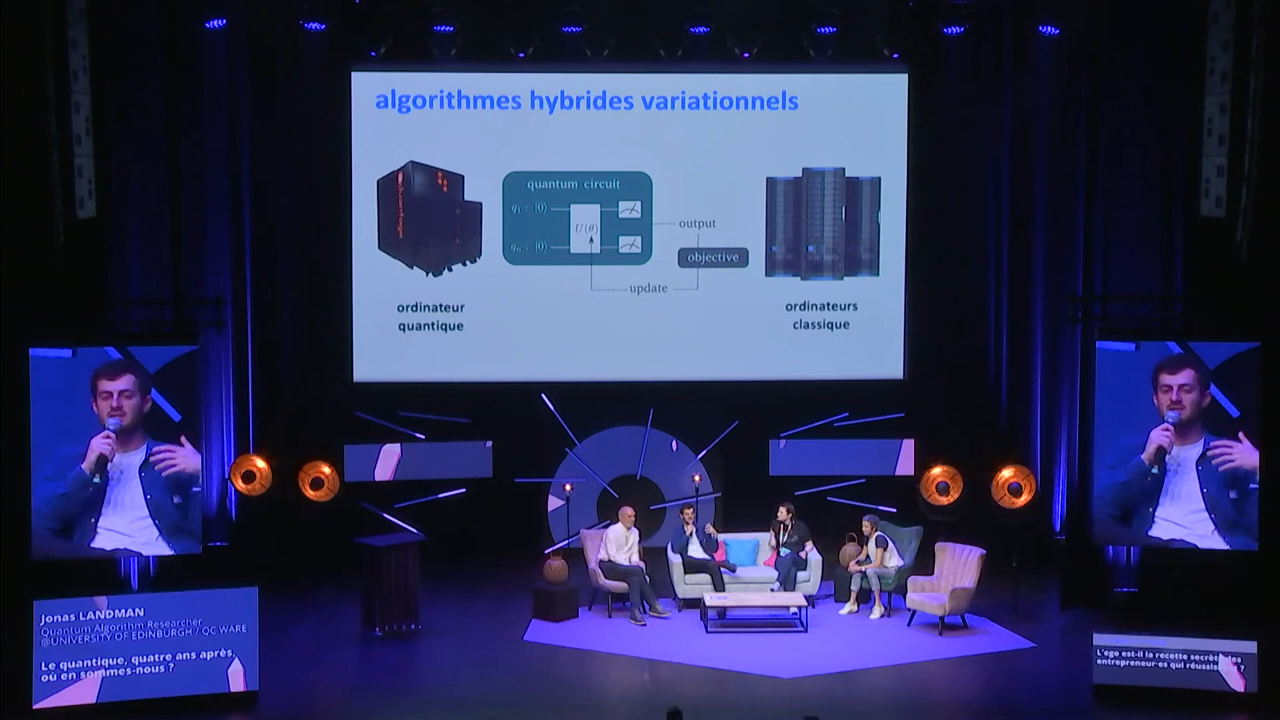 algorithmes hybrides variationnels
quantum circuit
q₁ : |0⟩
U(θ)
qₙ : |0⟩
output
objective
update
ordinateur
quantique
ordinateurs
classique
Jonas LANDMAN
Quantum Algorithm Researcher
@UNIVERSITY OF EDINBURGH / QC WARE
Le quantique, quatre ans après,
où en sommes-nous ?
L'ego est-il la recette secrète des
entrepreneur·es qui réussissent ?